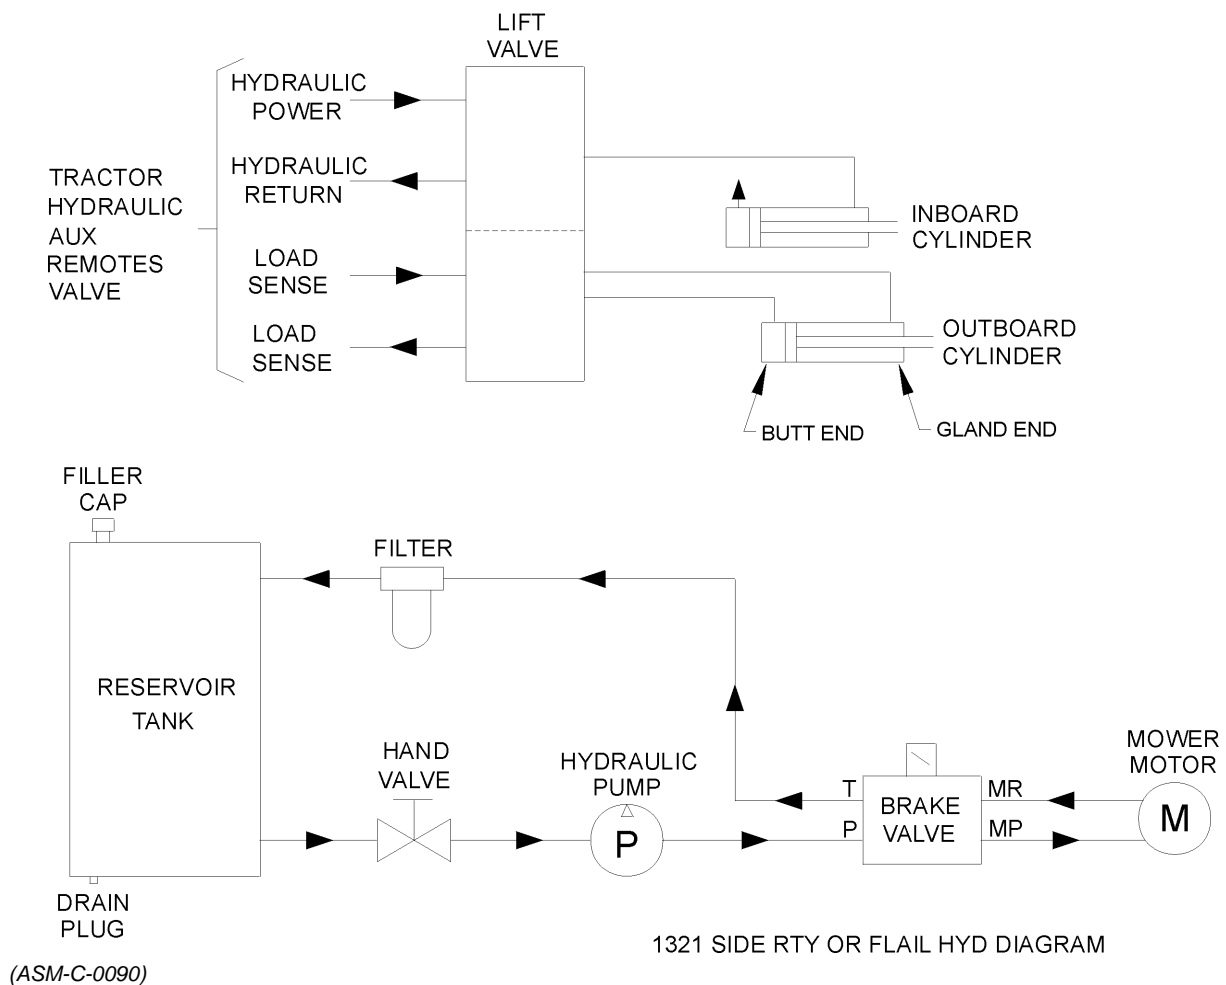 LIFT
VALVE
HYDRAULIC
POWER
HYDRAULIC
RETURN
TRACTOR
HYDRAULIC
AUX
REMOTES
VALVE
LOAD
SENSE
LOAD
SENSE
INBOARD
CYLINDER
OUTBOARD
CYLINDER
BUTT END
GLAND END
FILLER
CAP
FILTER
RESERVOIR
TANK
HAND
VALVE
HYDRAULIC
PUMP
P
T
P
BRAKE
VALVE
MR
MP
MOWER
MOTOR
M
DRAIN
PLUG
1321 SIDE RTY OR FLAIL HYD DIAGRAM
(ASM-C-0090)